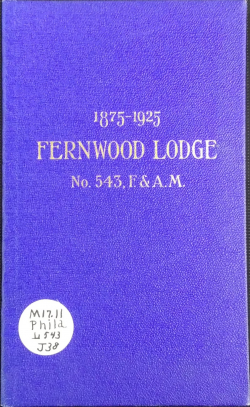 1875-1925
FERNWOOD LODGE
No. 543, F. & A. M.
M17.11
Phila
L543
J38